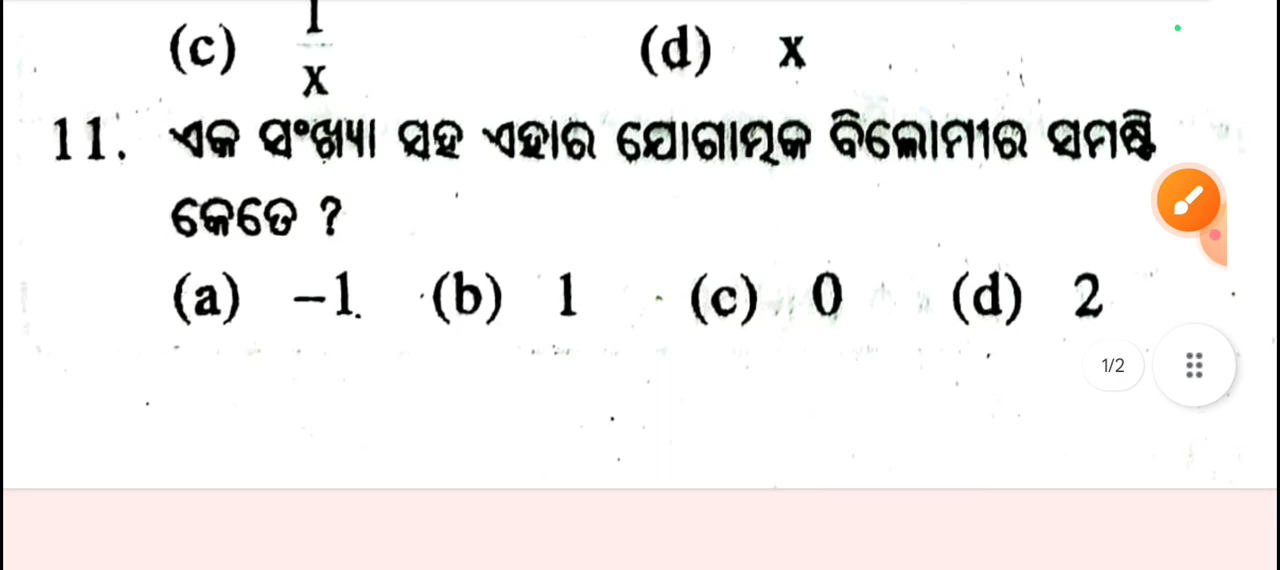 (c) 1/x (d) x
11. ଏକ ସଂଖ୍ୟା ସହ ଏହାର ଯୋଗାତ୍ମକ ବିଲୋମୀର ସମଷ୍ଟି
କେତେ ?
(a) -1. (b) 1 (c) 0 (d) 2
1/2